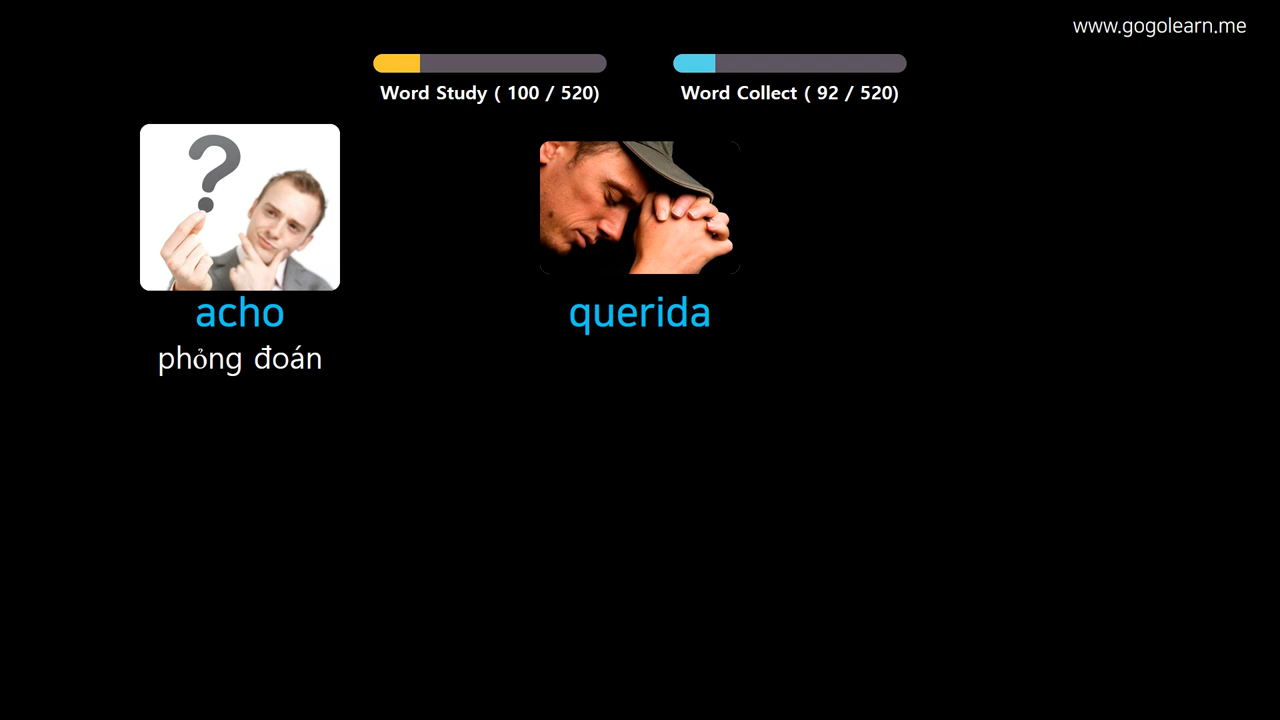 www.gogolearn.me
Word Study ( 100 / 520)
Word Collect ( 92 / 520)
acho
querida
phỏng đoán